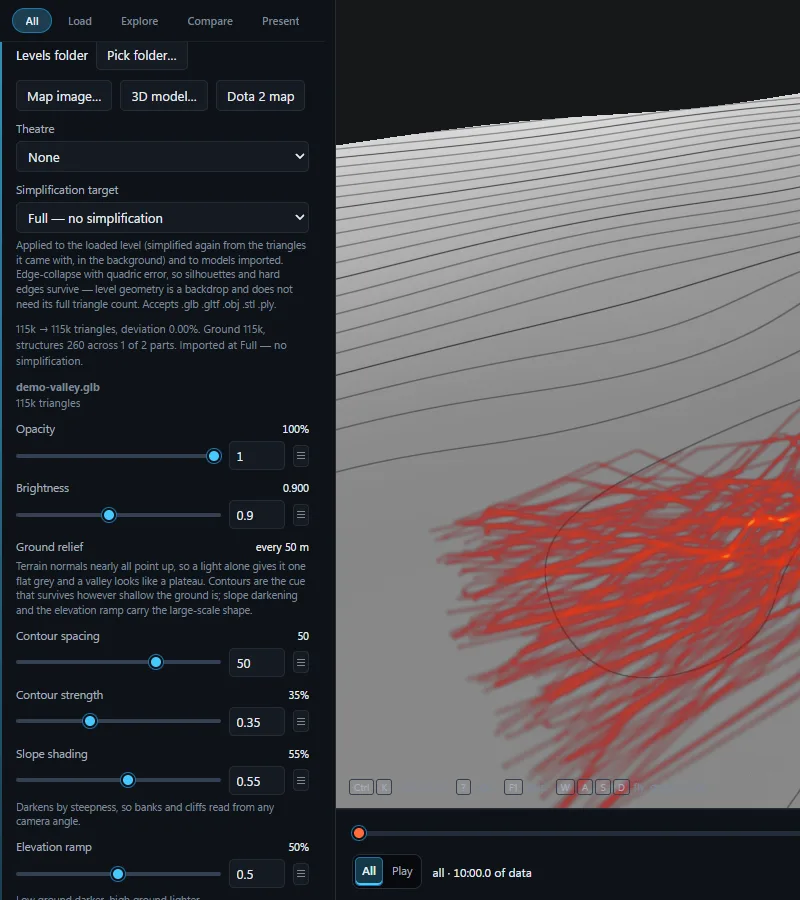 All Load Explore Compare Present
Levels folder Pick folder...
Map image... 3D model... Dota 2 map
Theatre
None
Simplification target
Full — no simplification
Applied to the loaded level (simplified again from the triangles
it came with, in the background) and to models imported.
Edge-collapse with quadric error, so silhouettes and hard
edges survive — level geometry is a backdrop and does not
need its full triangle count. Accepts .glb .gltf .obj .stl .ply.
115k → 115k triangles, deviation 0.00%. Ground 115k,
structures 260 across 1 of 2 parts. Imported at Full — no
simplification.
demo-valley.glb
115k triangles
Opacity 100%
1
Brightness 0.900
0.9
Ground relief every 50 m
Terrain normals nearly all point up, so a light alone gives it one
flat grey and a valley looks like a plateau. Contours are the cue
that survives however shallow the ground is; slope darkening
and the elevation ramp carry the large-scale shape.
Contour spacing 50
50
Contour strength 35%
0.35
Slope shading 55%
0.55
Darkens by steepness, so banks and cliffs read from any
camera angle.
Elevation ramp 50%
0.5
Low ground darker, high ground lighter
Ctrl K ? F1 W A S D
All Play all · 10:00.0 of data